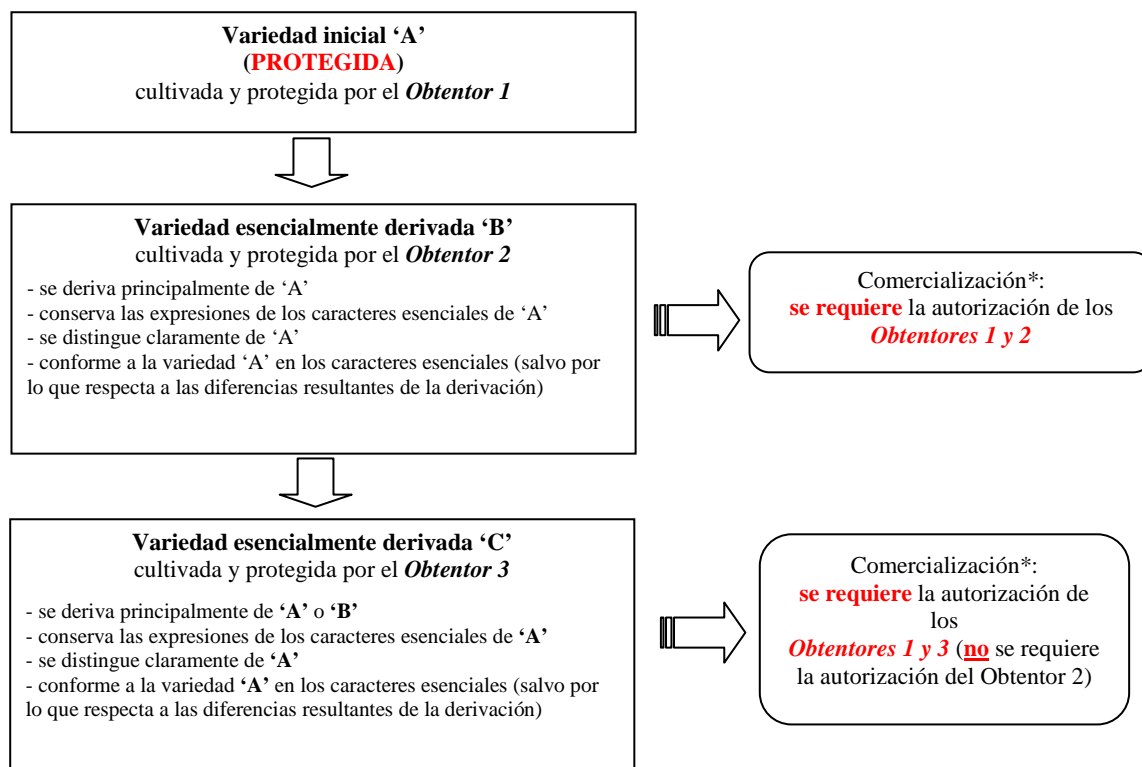 Variedad inicial ‘A’
(PROTEGIDA)
cultivada y protegida por el Obtentor 1
Variedad esencialmente derivada ‘B’
cultivada y protegida por el Obtentor 2
- se deriva principalmente de ‘A’
- conserva las expresiones de los caracteres esenciales de ‘A’
- se distingue claramente de ‘A’
- conforme a la variedad ‘A’ en los caracteres esenciales (salvo por
lo que respecta a las diferencias resultantes de la derivación)
Comercialización*:
se requiere la autorización de los
Obtentores 1 y 2
Variedad esencialmente derivada ‘C’
cultivada y protegida por el Obtentor 3
- se deriva principalmente de ‘A’ o ‘B’
- conserva las expresiones de los caracteres esenciales de ‘A’
- se distingue claramente de ‘A’
- conforme a la variedad ‘A’ en los caracteres esenciales (salvo por
lo que respecta a las diferencias resultantes de la derivación)
Comercialización*:
se requiere la autorización de
los
Obtentores 1 y 3 (no se requiere
la autorización del Obtentor 2)